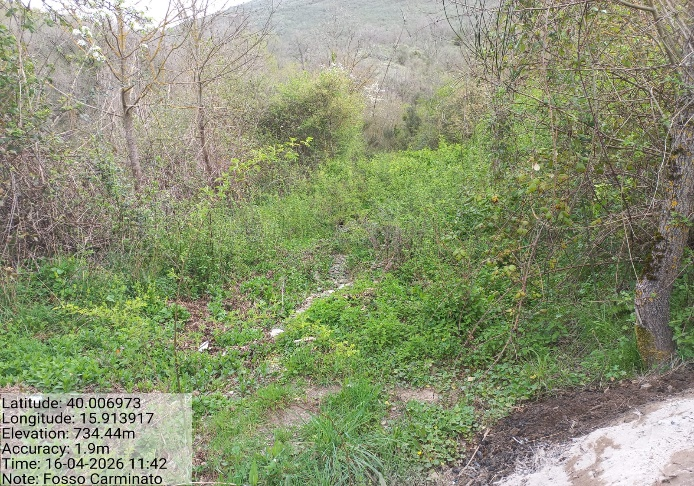 Latitude: 40.006973
Longitude: 15.913917
Elevation: 734.44m
Accuracy: 1.9m
Time: 16-04-2026 11:42
Note: Fosso Carminato